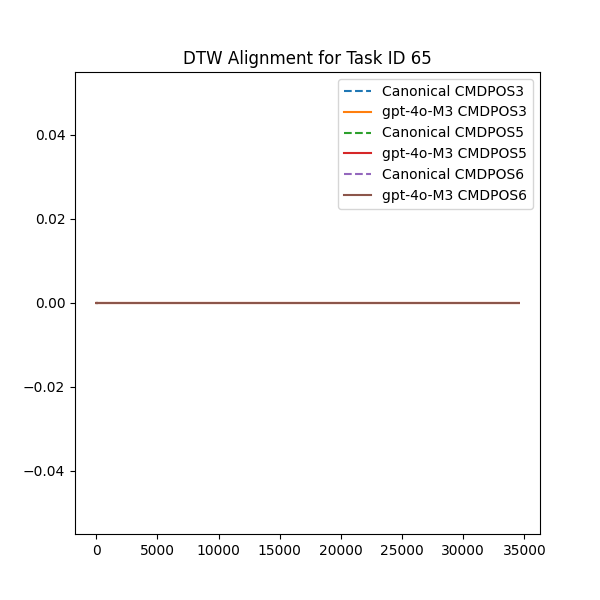 DTW Alignment for Task ID 65
Canonical CMDPOS3
gpt-4o-M3 CMDPOS3
Canonical CMDPOS5
gpt-4o-M3 CMDPOS5
Canonical CMDPOS6
gpt-4o-M3 CMDPOS6
0.04
0.02
0.00
−0.02
−0.04
0 5000 10000 15000 20000 25000 30000 35000